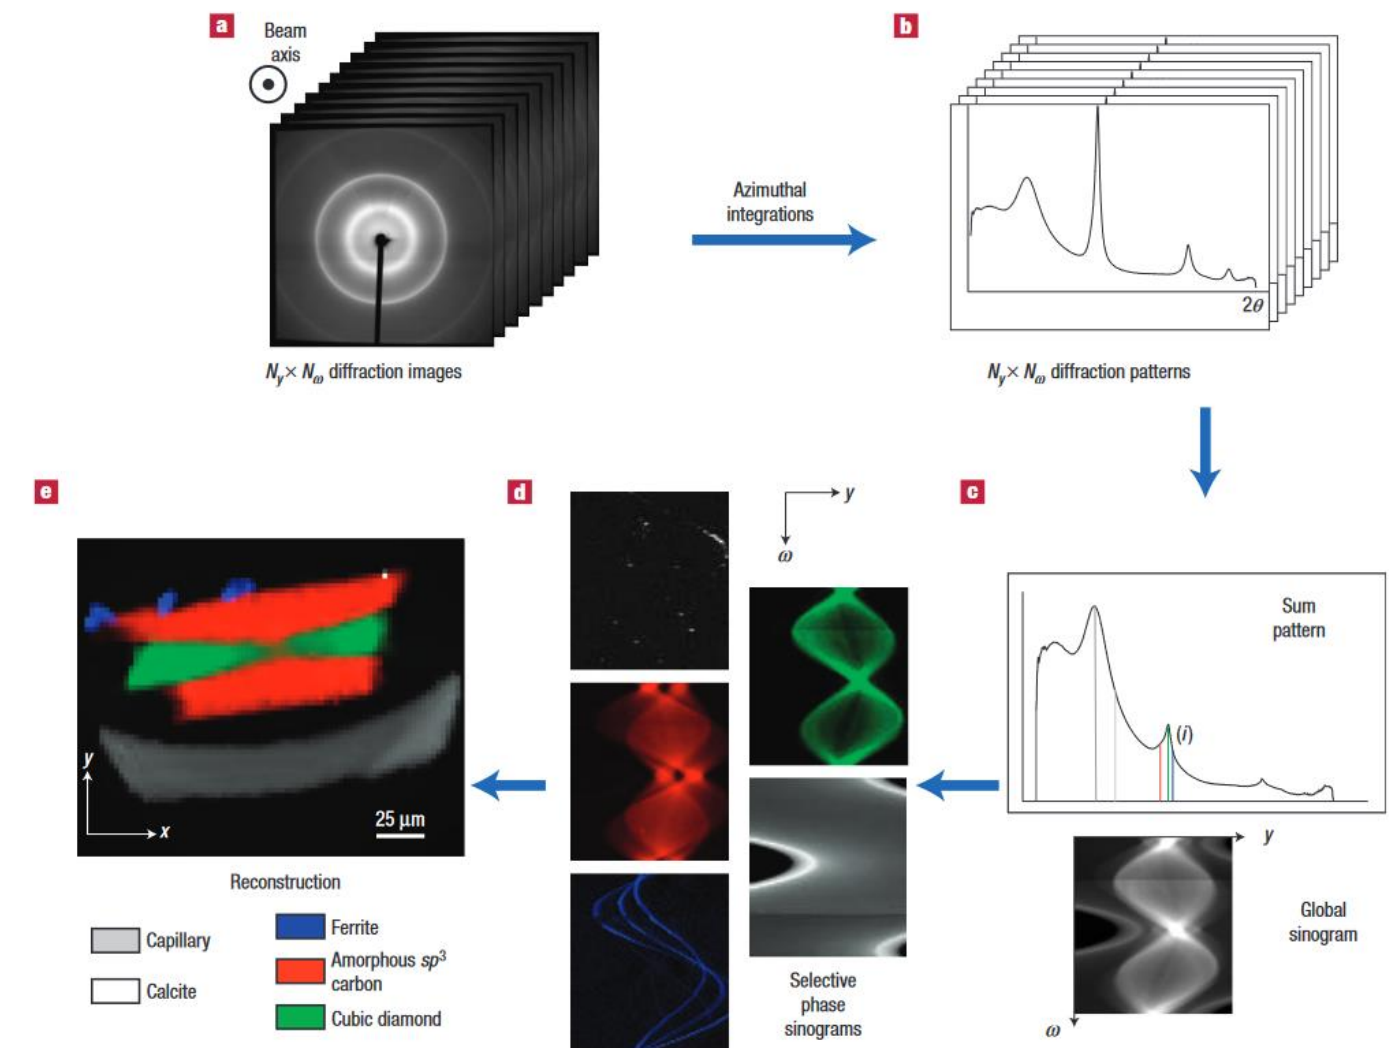 a
Beam
axis
b
Azimuthal
integrations
2θ
Ny× Nω diffraction images
Ny× Nω diffraction patterns
e
d
y
ω
c
Sum
pattern
(i)
y
x
25 μm
Reconstruction
Capillary
Calcite
Ferrite
Amorphous sp³
carbon
Cubic diamond
Selective
phase
sinograms
y
Global
sinogram
ω